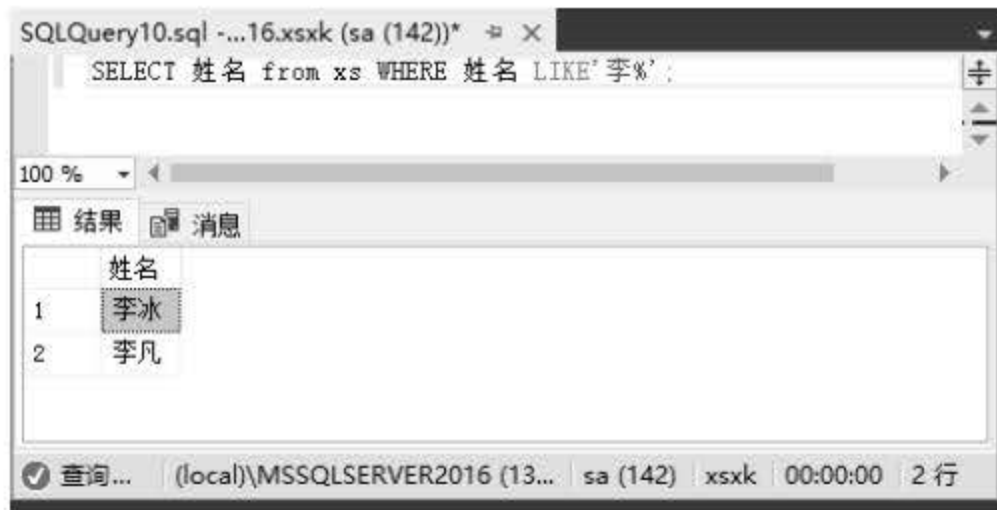 SQLQuery10.sql -...16.xsxk (sa (142))*
SELECT 姓名 from xs WHERE 姓名 LIKE'李%';
100 %
结果 消息
姓名
1 李冰
2 李凡
查询... (local)\MSSQLSERVER2016 (13... sa (142) xsxk 00:00:00 2 行